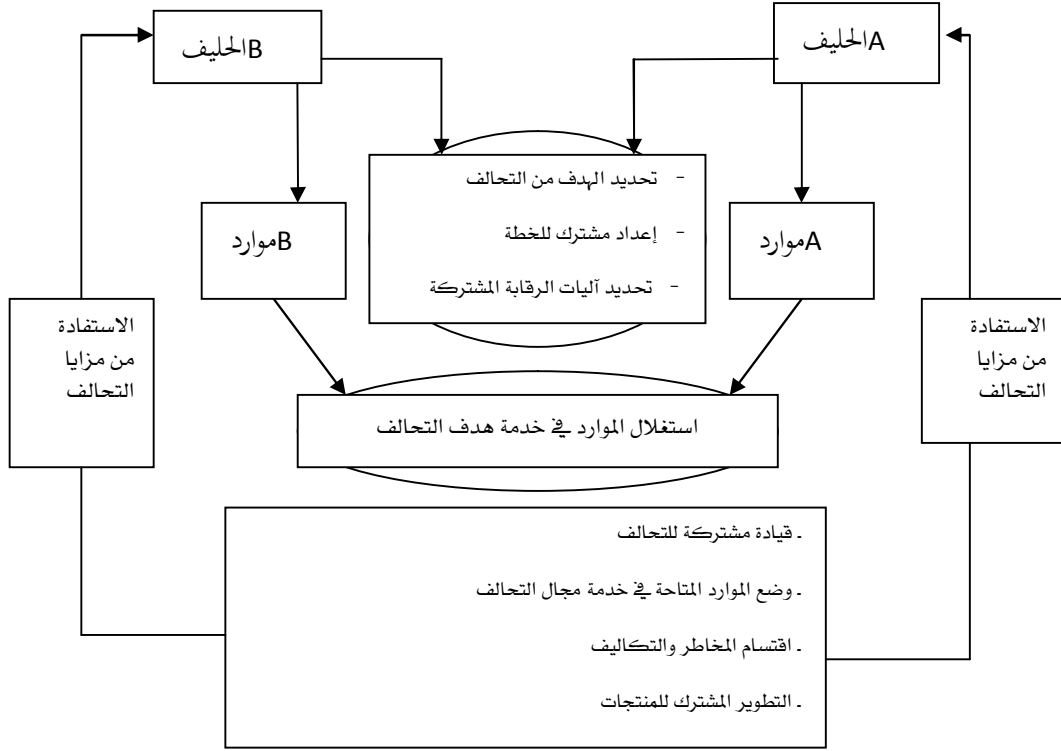 الحليفA
الحليفB
- تحديد الهدف من التحالف
- إعداد مشترك للخطة
- تحديد آليات الرقابة المشتركة
مواردA
مواردB
الاستفادة
من مزايا
التحالف
الاستفادة
من مزايا
التحالف
استغلال الموارد في خدمة هدف التحالف
ـ قيادة مشتركة للتحالف
ـ وضع الموارد المتاحة في خدمة مجال التحالف
ـ اقتسام المخاطر والتكاليف
ـ التطوير المشترك للمنتجات